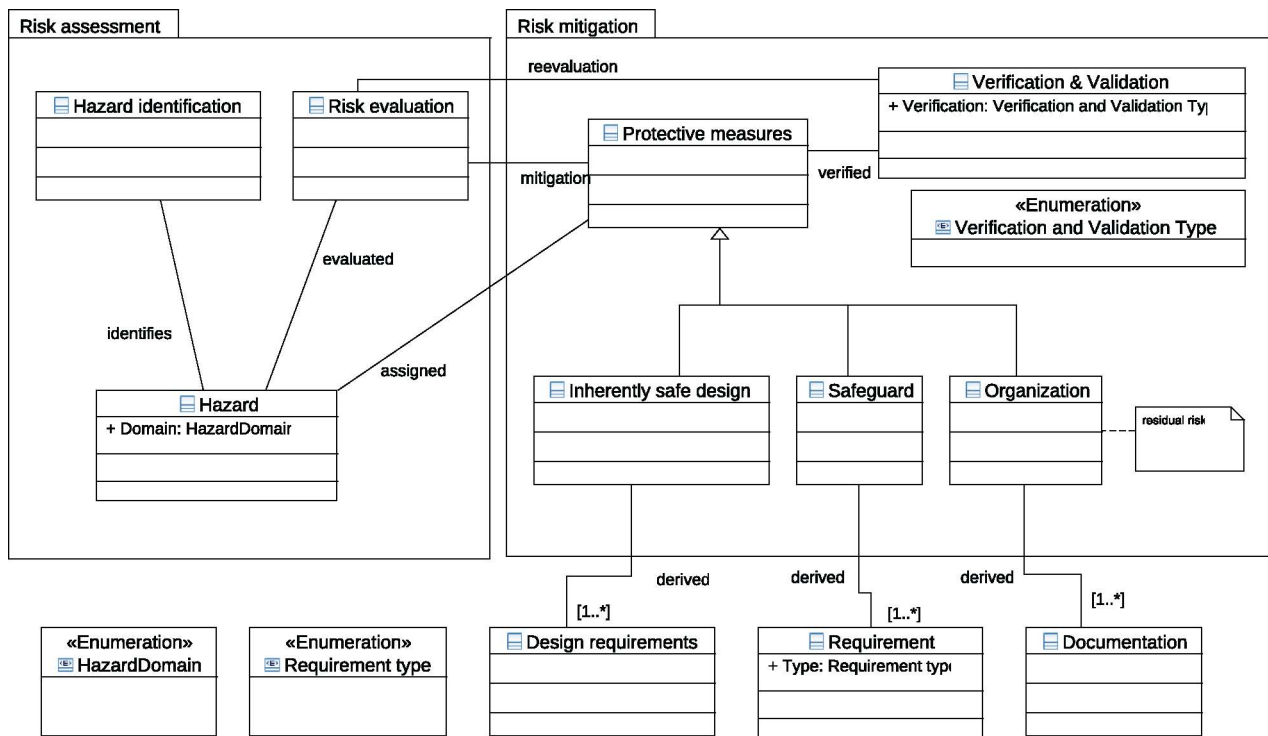 Risk assessment
Risk mitigation
reevaluation
Verification & Validation
+ Verification: Verification and Validation Ty
Hazard identification
Risk evaluation
Protective measures
mitigation
verified
«Enumeration»
Verification and Validation Type
evaluated
identifies
assigned
Inherently safe design
Safeguard
Organization
Hazard
+ Domain: HazardDomain
residual risk
derived
derived
derived
[1..*]
[1..*]
[1..*]
«Enumeration»
HazardDomain
«Enumeration»
Requirement type
Design requirements
Requirement
+ Type: Requirement type
Documentation